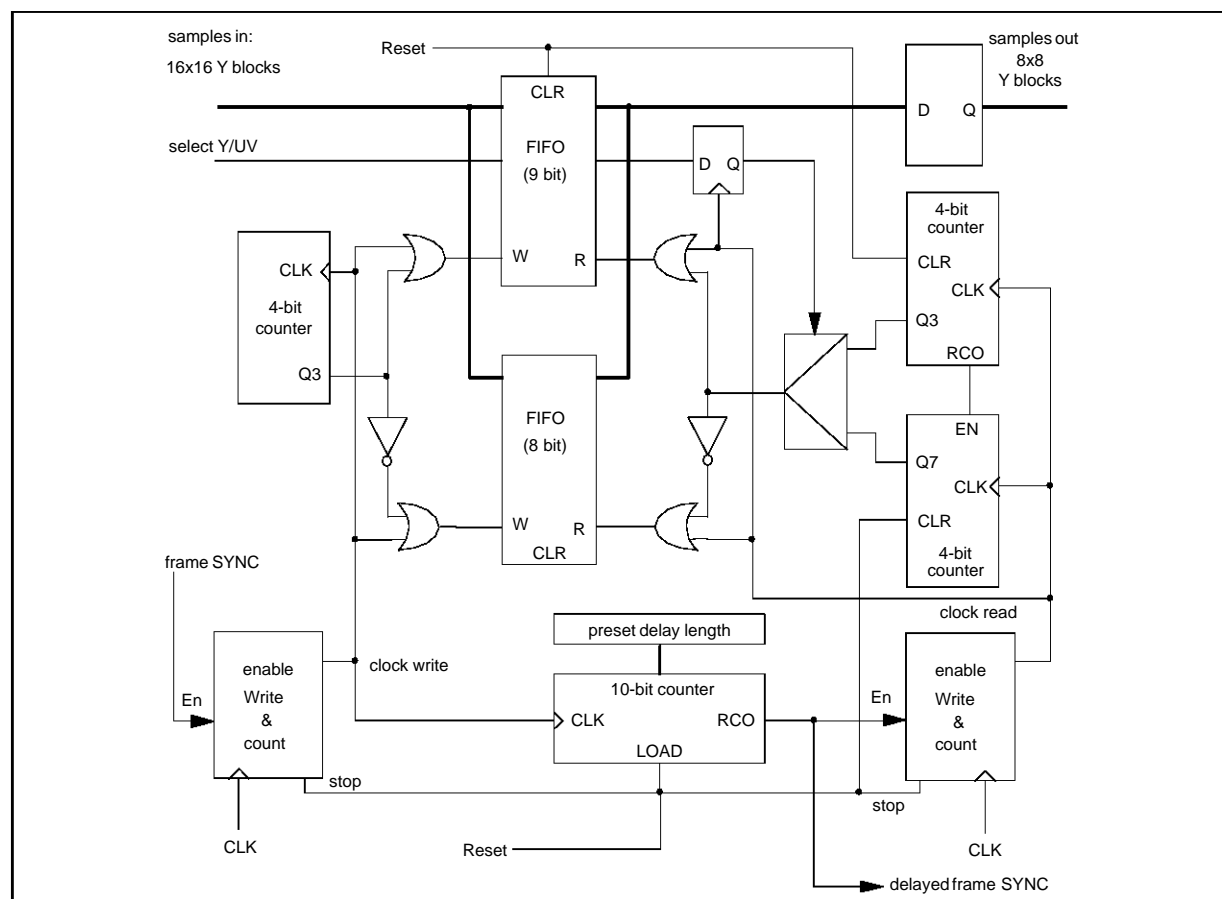 samples in:
16x16 Y blocks
Reset
samples out
8x8
Y blocks
CLR
D Q
select Y/UV
FIFO
(9 bit)
D Q
W
R
CLK
4-bit
counter
Q3
4-bit
counter
CLR
CLK
Q3
RCO
FIFO
(8 bit)
W
R
CLR
EN
Q7
CLK
CLR
4-bit
counter
frame SYNC
clock read
preset delay length
enable
Write
&
count
En
clock write
10-bit counter
CLK
RCO
LOAD
En
enable
Write
&
count
stop
stop
CLK
Reset
CLK
delayed frame SYNC